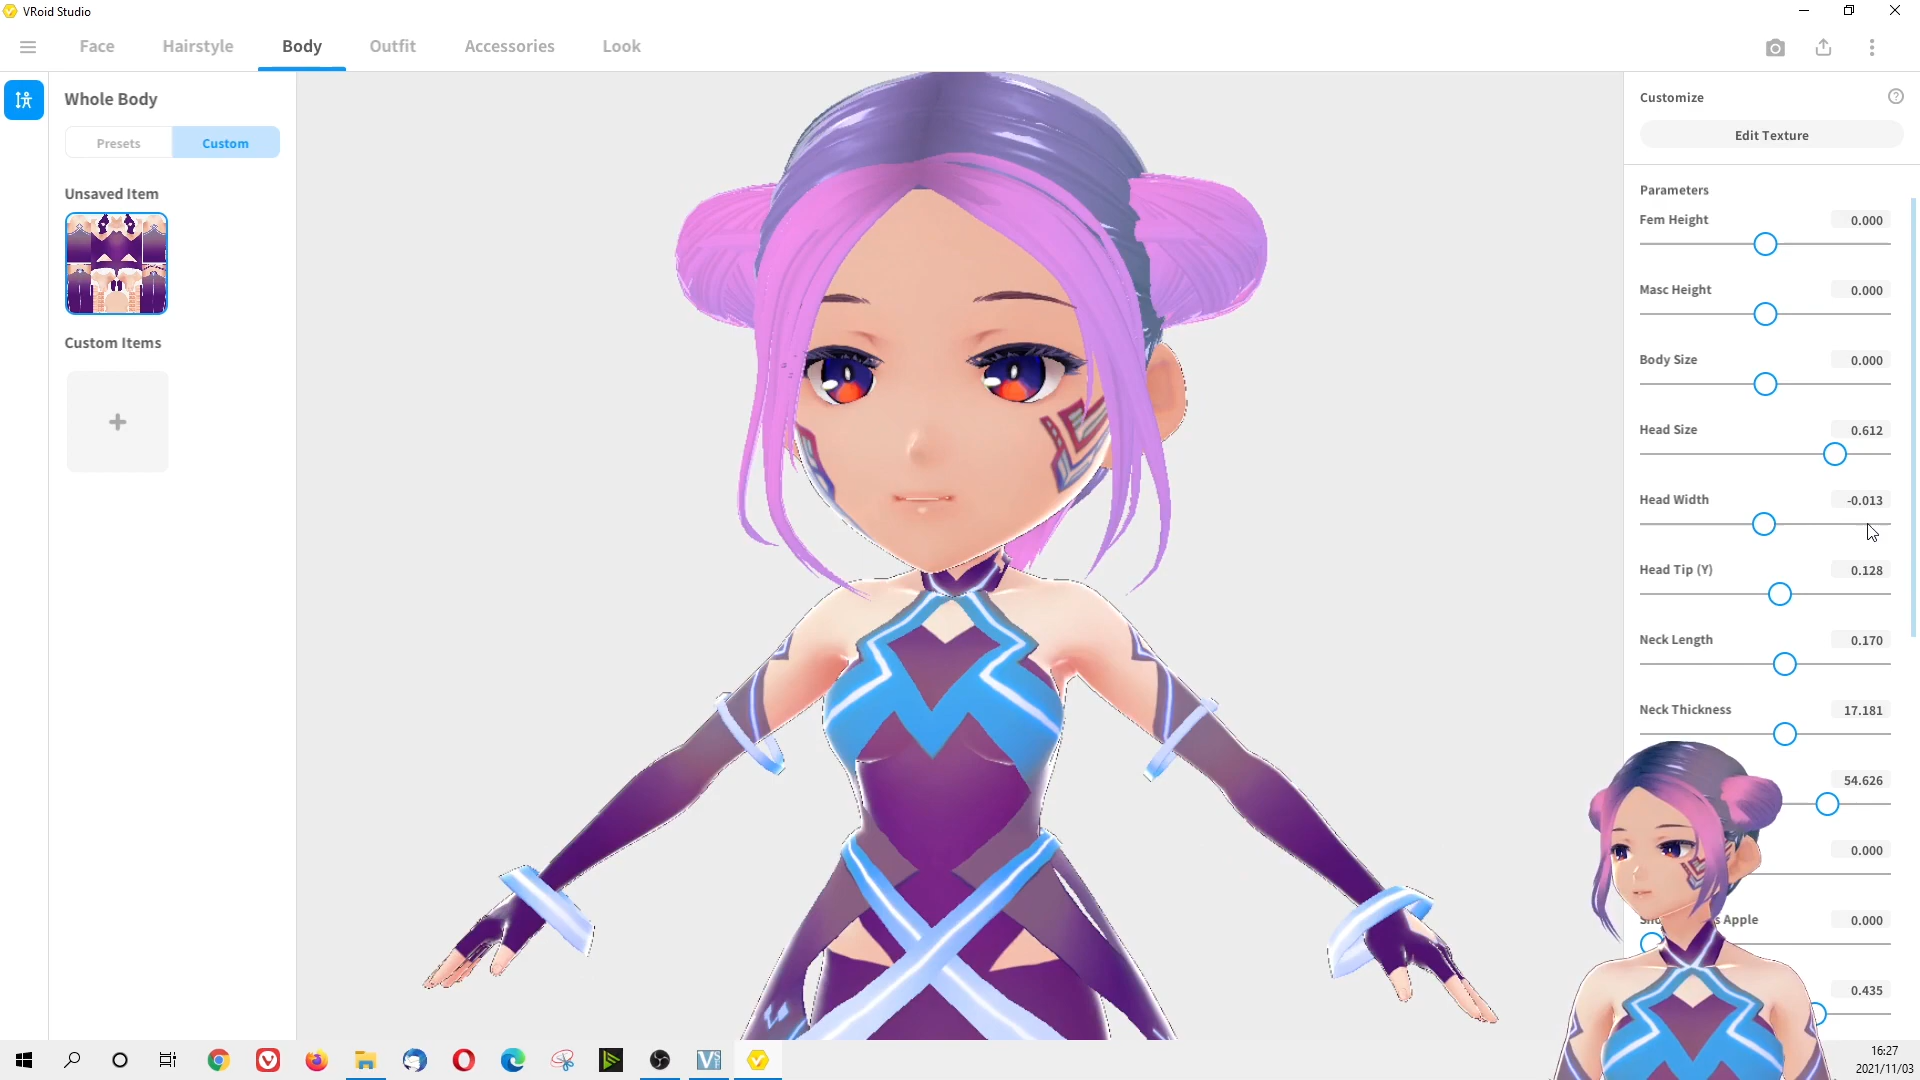 VRoid Studio
Face
Hairstyle
Body
Outfit
Accessories
Look
Whole Body
Presets
Custom
Unsaved Item
Custom Items
Customize
Edit Texture
Parameters
Fem Height 0.000
Masc Height 0.000
Body Size 0.000
Head Size 0.612
Head Width -0.013
Head Tip (Y) 0.128
Neck Length 0.170
Neck Thickness 17.181
54.626
0.000
Apple 0.000
0.435
16:27
2021/11/03